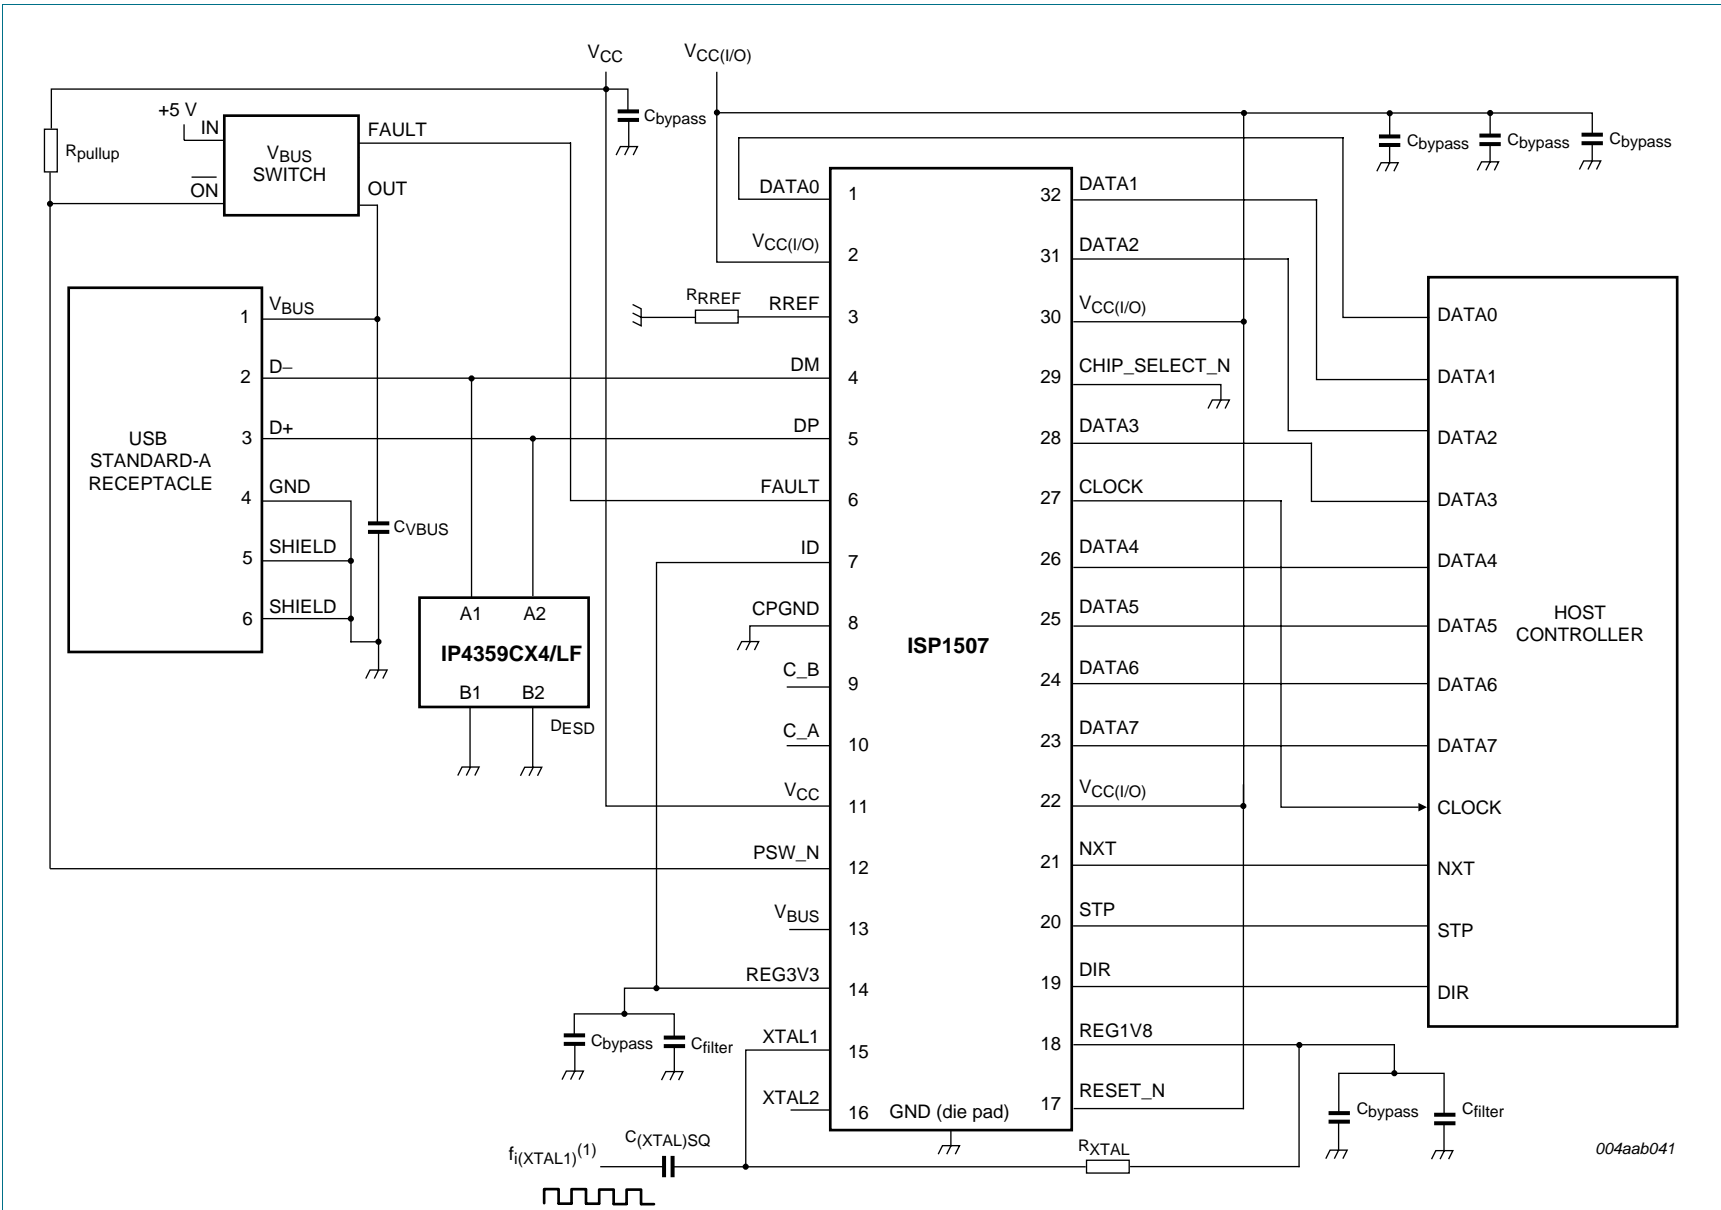 VCC
VCC(I/O)
+5 V
IN
FAULT
Cbypass
Rpullup
VBUS
SWITCH
ON
OUT
Cbypass
Cbypass
Cbypass
DATA0
1
32
DATA1
VCC(I/O)
2
31
DATA2
RRREF
RREF
3
30
VCC(I/O)
DM
4
29
CHIP_SELECT_N
DP
5
28
DATA3
FAULT
6
27
CLOCK
ID
7
26
DATA4
CPGND
8
25
DATA5
C_B
9
24
DATA6
C_A
10
23
DATA7
VCC
11
22
VCC(I/O)
PSW_N
12
21
NXT
VBUS
13
20
STP
REG3V3
14
19
DIR
XTAL1
15
18
REG1V8
XTAL2
16
17
RESET_N
ISP1507
GND (die pad)
USB
STANDARD-A
RECEPTACLE
1
VBUS
2
D–
3
D+
4
GND
5
SHIELD
6
SHIELD
CVBUS
A1
A2
IP4359CX4/LF
B1
B2
DESD
DATA0
DATA1
DATA2
DATA3
DATA4
DATA5
DATA6
DATA7
CLOCK
NXT
STP
DIR
HOST
CONTROLLER
Cbypass
Cfilter
Cbypass
Cfilter
C(XTAL)SQ
fi(XTAL1)(1)
RXTAL
004aab041